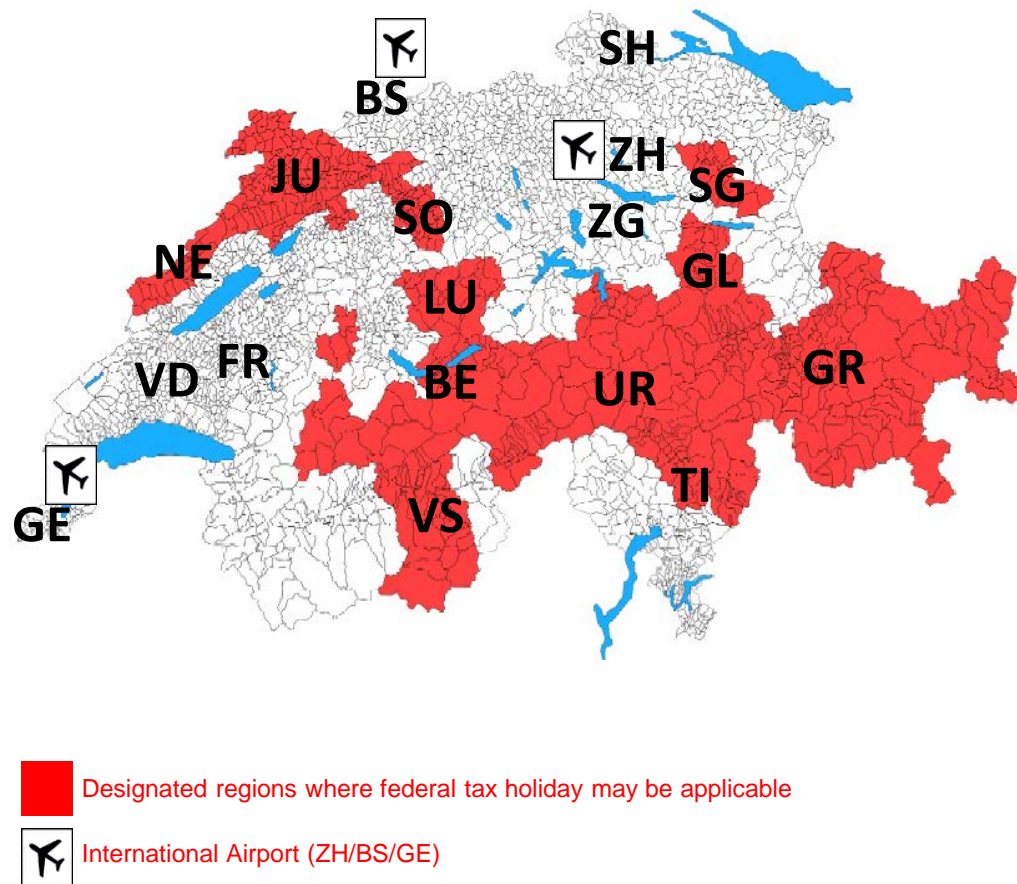 SH
BS
ZH
JU
SG
SO
ZG
NE
GL
LU
FR
VD
BE
UR
GR
TI
VS
GE
Designated regions where federal tax holiday may be applicable
International Airport (ZH/BS/GE)